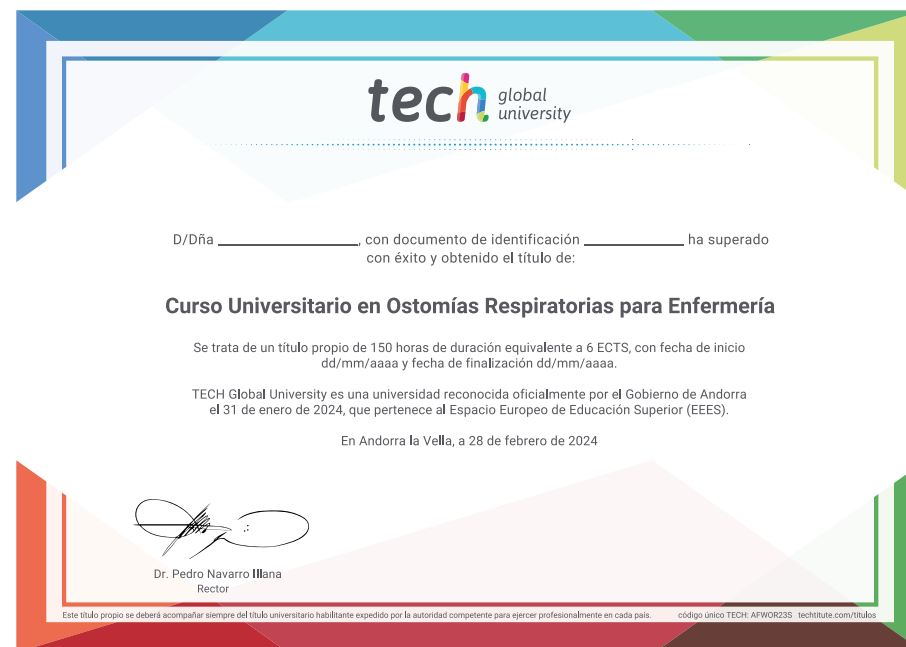 tech global
university
D/Dña ______________, con documento de identificación __________ ha superado
con éxito y obtenido el título de:
Curso Universitario en Ostomías Respiratorias para Enfermería
Se trata de un título propio de 150 horas de duración equivalente a 6 ECTS, con fecha de inicio
dd/mm/aaaa y fecha de finalización dd/mm/aaaa.
TECH Global University es una universidad reconocida oficialmente por el Gobierno de Andorra
el 31 de enero de 2024, que pertenece al Espacio Europeo de Educación Superior (EEES).
En Andorra la Vella, a 28 de febrero de 2024
Dr. Pedro Navarro Illana
Rector
Este título propio se deberá acompañar siempre del título universitario habilitante expedido por la autoridad competente para ejercer profesionalmente en cada país. código único TECH: AFWOR23S techtitute.com/titulos